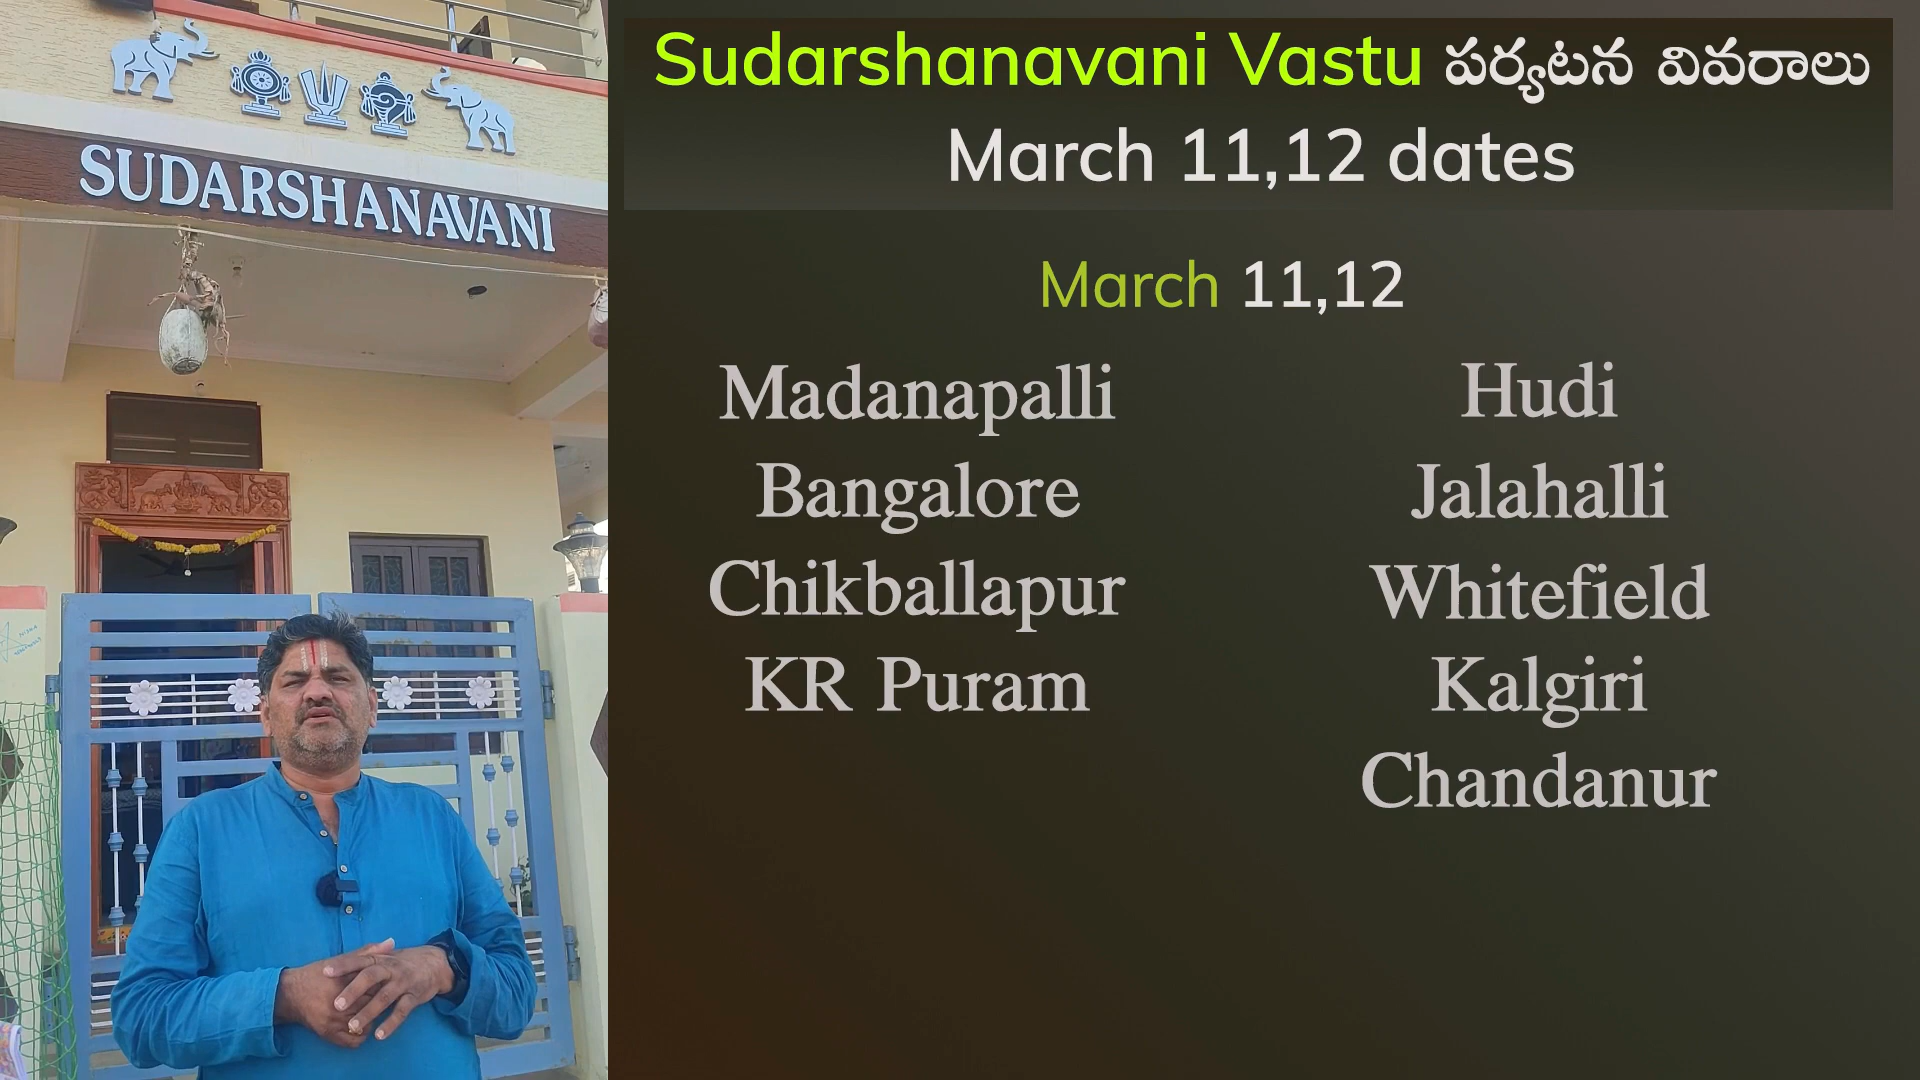 SUDARSHANAVANI
Sudarshanavani Vastu పర్యటన వివరాలు
March 11,12 dates
March 11,12
Madanapalli
Bangalore
Chikballapur
KR Puram
Hudi
Jalahalli
Whitefield
Kalgiri
Chandanur